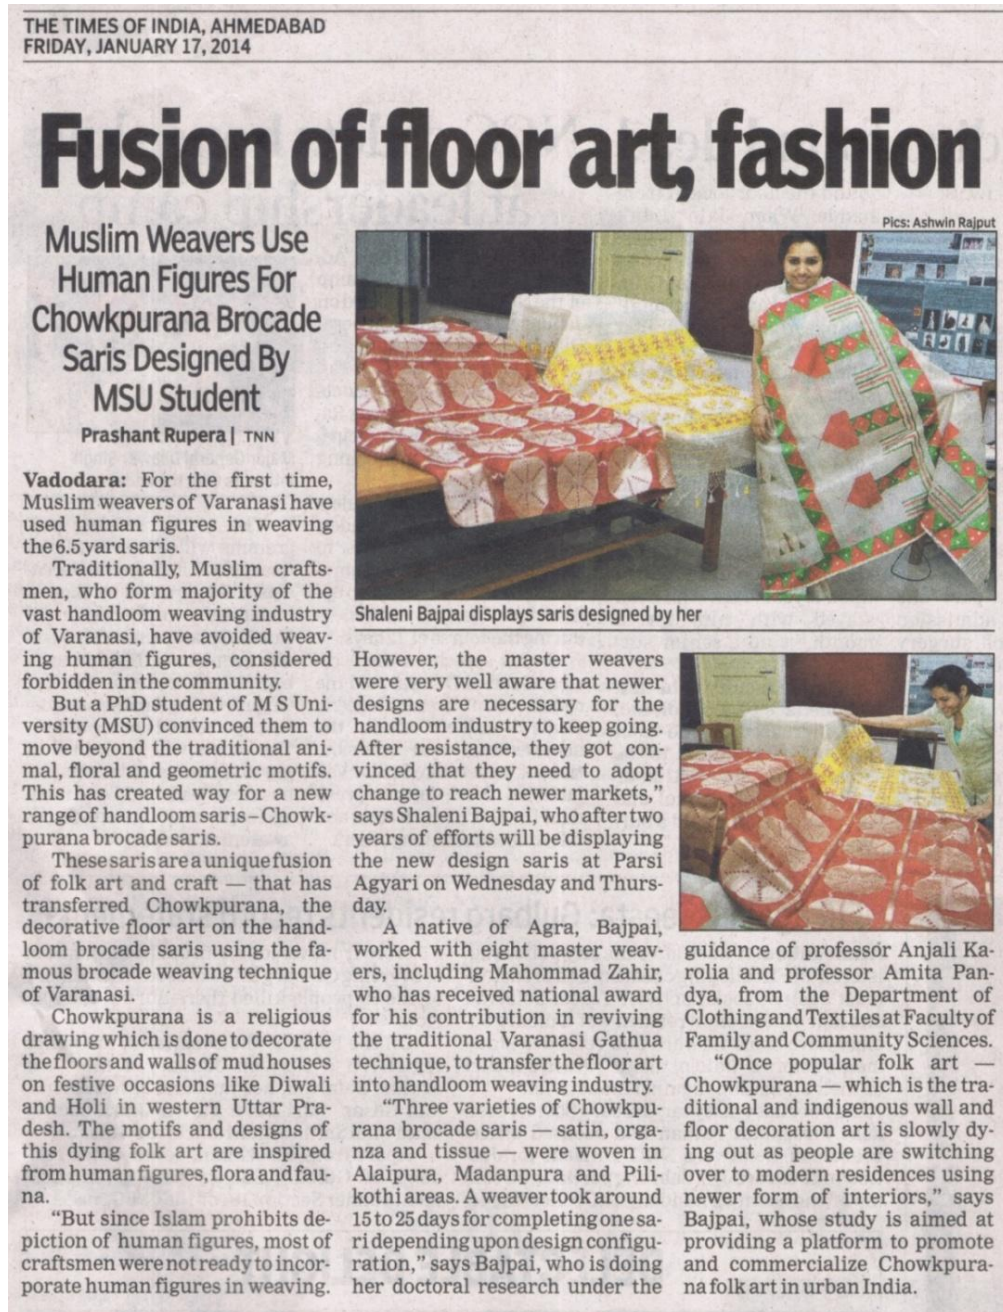 THE TIMES OF INDIA, AHMEDABAD
FRIDAY, JANUARY 17, 2014
Fusion of floor art, fashion
Muslim Weavers Use
Human Figures For
Chowkpurana Brocade
Saris Designed By
MSU Student
Prashant Rupera | TNN
Pics: Ashwin Rajput
Shaleni Bajpai displays saris designed by her
Vadodara: For the first time,
Muslim weavers of Varanasi have
used human figures in weaving
the 6.5 yard saris.
Traditionally, Muslim crafts-
men, who form majority of the
vast handloom weaving industry
of Varanasi, have avoided weav-
ing human figures, considered
forbidden in the community.
But a PhD student of M S Uni-
versity (MSU) convinced them to
move beyond the traditional ani-
mal, floral and geometric motifs.
This has created way for a new
range of handloom saris – Chowk-
purana brocade saris.
These saris are a unique fusion
of folk art and craft — that has
transferred Chowkpurana, the
decorative floor art on the hand-
loom brocade saris using the fa-
mous brocade weaving technique
of Varanasi.
Chowkpurana is a religious
drawing which is done to decorate
the floors and walls of mud houses
on festive occasions like Diwali
and Holi in western Uttar Pra-
desh. The motifs and designs of
this dying folk art are inspired
from human figures, flora and fau-
na.
"But since Islam prohibits de-
piction of human figures, most of
craftsmen were not ready to incor-
porate human figures in weaving.
However, the master weavers
were very well aware that newer
designs are necessary for the
handloom industry to keep going.
After resistance, they got con-
vinced that they need to adopt
change to reach newer markets,"
says Shaleni Bajpai, who after two
years of efforts will be displaying
the new design saris at Parsi
Agyari on Wednesday and Thurs-
day.
A native of Agra, Bajpai,
worked with eight master weav-
ers, including Mahommad Zahir,
who has received national award
for his contribution in reviving
the traditional Varanasi Gathua
technique, to transfer the floor art
into handloom weaving industry.
"Three varieties of Chowkpu-
rana brocade saris — satin, orga-
nza and tissue — were woven in
Alaipura, Madanpura and Pili-
kothi areas. A weaver took around
15 to 25 days for completing one sa-
ri depending upon design configu-
ration," says Bajpai, who is doing
her doctoral research under the
guidance of professor Anjali Ka-
rolia and professor Amita Pan-
dya, from the Department of
Clothing and Textiles at Faculty of
Family and Community Sciences.
"Once popular folk art —
Chowkpurana — which is the tra-
ditional and indigenous wall and
floor decoration art is slowly dy-
ing out as people are switching
over to modern residences using
newer form of interiors," says
Bajpai, whose study is aimed at
providing a platform to promote
and commercialize Chowkpura-
na folk art in urban India.